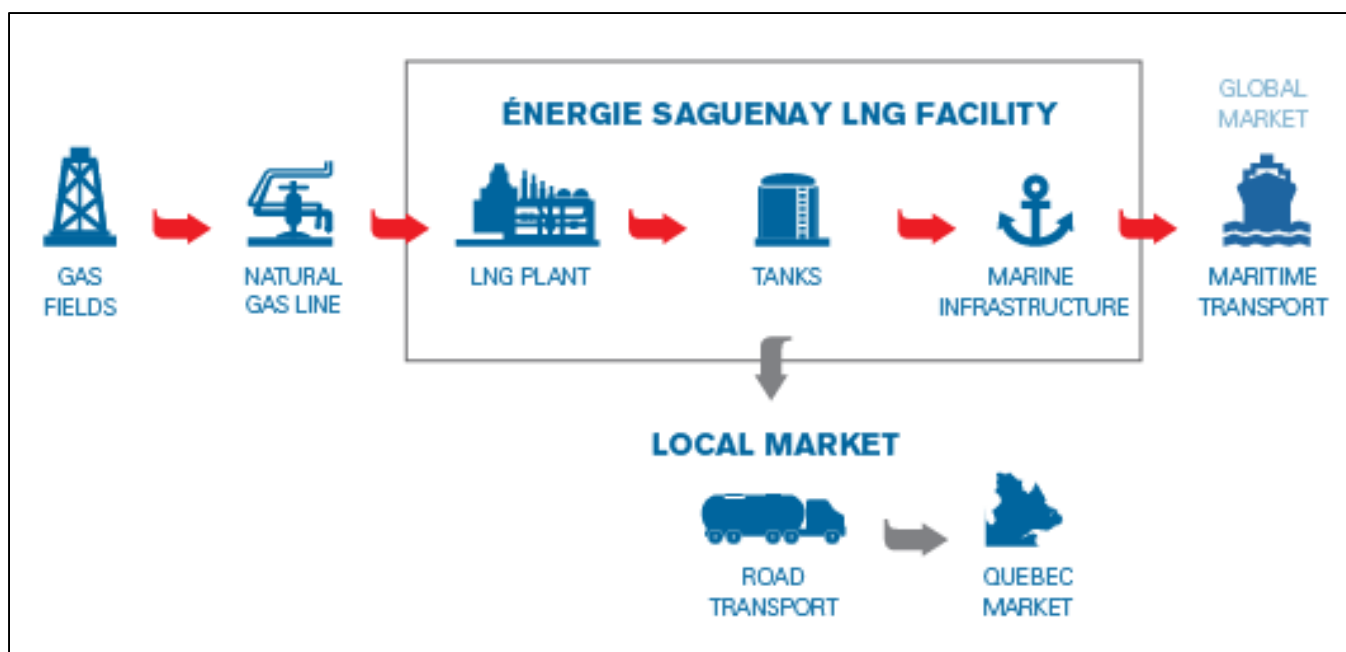 GLOBAL
MARKET
ÉNERGIE SAGUENAY LNG FACILITY
GAS
FIELDS
NATURAL
GAS LINE
LNG PLANT
TANKS
MARINE
INFRASTRUCTURE
MARITIME
TRANSPORT
LOCAL MARKET
ROAD
TRANSPORT
QUEBEC
MARKET